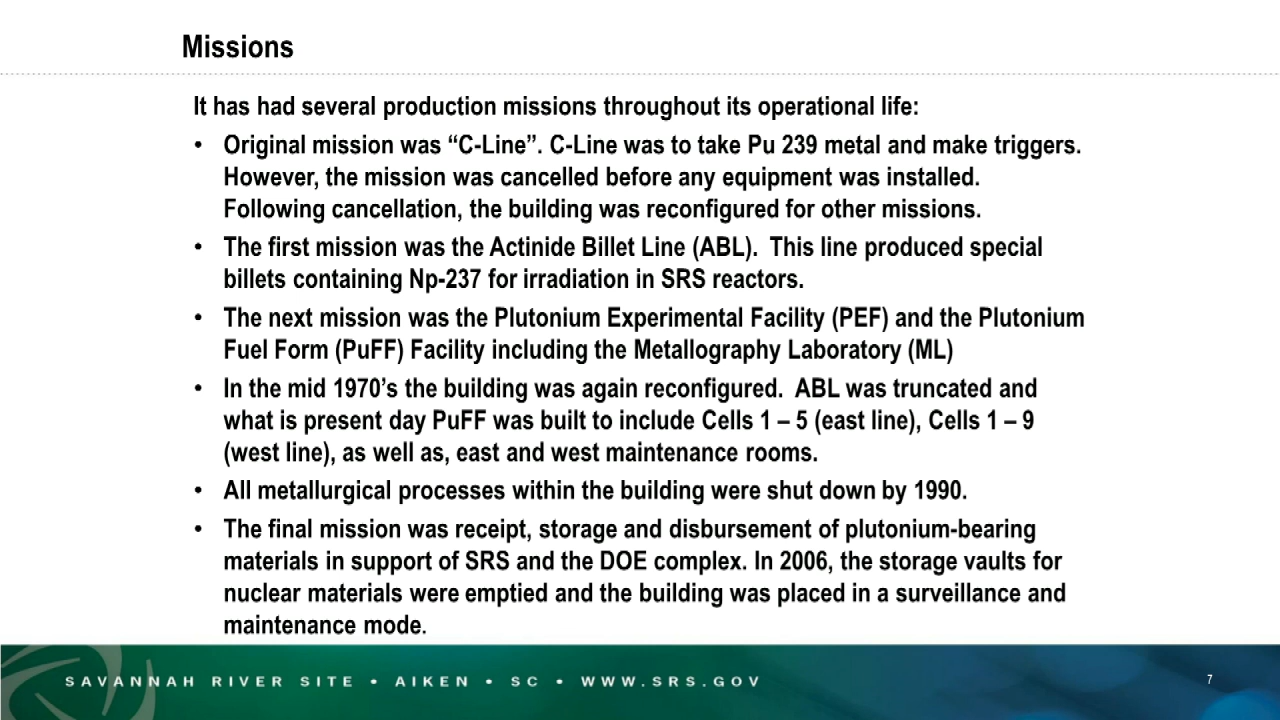 Missions
It has had several production missions throughout its operational life:
• Original mission was “C-Line”. C-Line was to take Pu 239 metal and make triggers.
However, the mission was cancelled before any equipment was installed.
Following cancellation, the building was reconfigured for other missions.
• The first mission was the Actinide Billet Line (ABL).  This line produced special
billets containing Np-237 for irradiation in SRS reactors.
• The next mission was the Plutonium Experimental Facility (PEF) and the Plutonium
Fuel Form (PuFF) Facility including the Metallography Laboratory (ML)
• In the mid 1970’s the building was again reconfigured.  ABL was truncated and
what is present day PuFF was built to include Cells 1 – 5 (east line), Cells 1 – 9
(west line), as well as, east and west maintenance rooms.
• All metallurgical processes within the building were shut down by 1990.
• The final mission was receipt, storage and disbursement of plutonium-bearing
materials in support of SRS and the DOE complex. In 2006, the storage vaults for
nuclear materials were emptied and the building was placed in a surveillance and
maintenance mode.
SAVANNAH RIVER SITE • AIKEN • SC • WWW.SRS.GOV
7